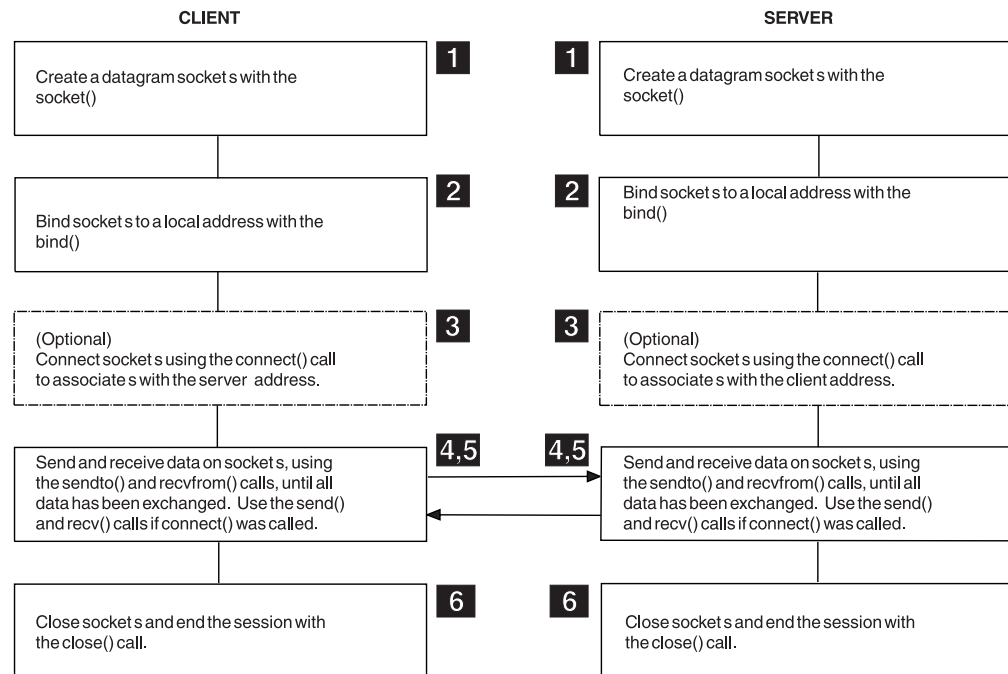 CLIENT
1
Create a datagram socket s with the
socket()
2
Bind socket s to a local address with the
bind()
3
(Optional)
Connect socket s using the connect() call
to associate s with the server address.
4,5
Send and receive data on socket s, using
the sendto() and recvfrom() calls, until all
data has been exchanged. Use the send()
and recv() calls if connect() was called.
6
Close socket s and end the session with
the close() call.
SERVER
1
Create a datagram socket s with the
socket()
2
Bind socket s to a local address with the
bind()
3
(Optional)
Connect socket s using the connect() call
to associate s with the client address.
4,5
Send and receive data on socket s, using
the sendto() and recvfrom() calls, until all
data has been exchanged. Use the send()
and recv() calls if connect() was called.
6
Close socket s and end the session with
the close() call.